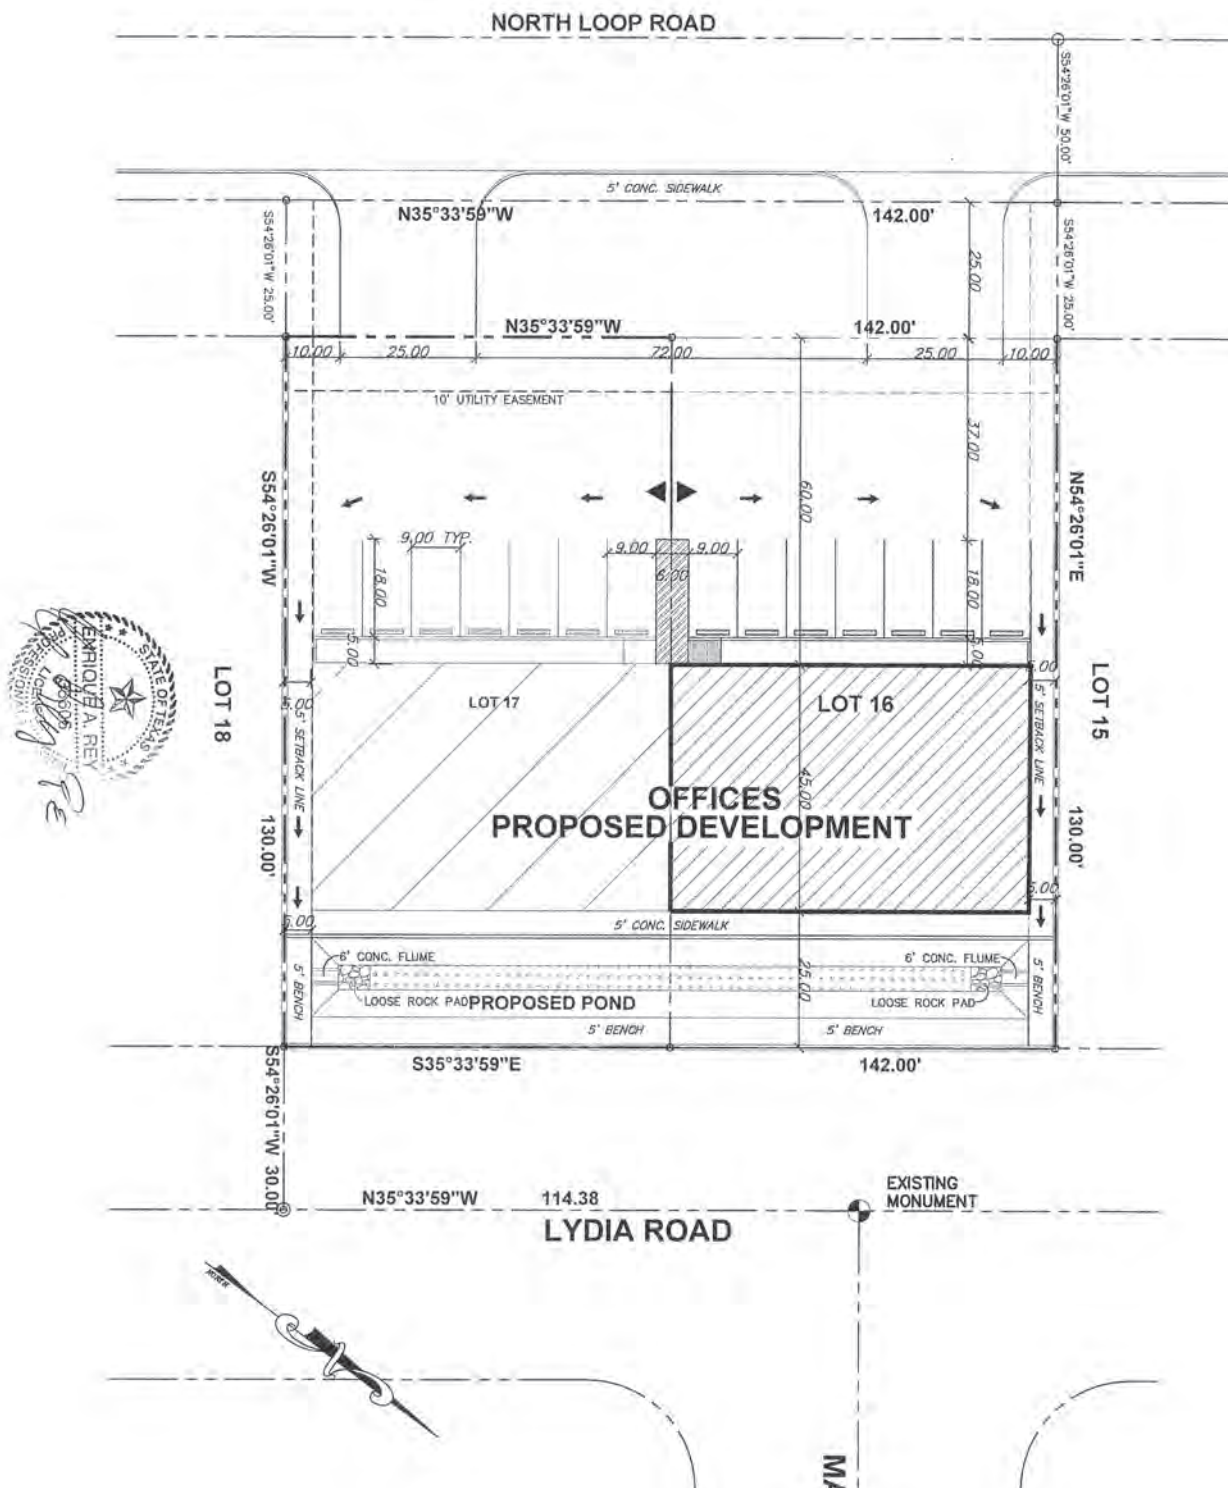 NORTH LOOP ROAD
S54°26'01"W 50.00'
5' CONC. SIDEWALK
N35°33'59"W
142.00'
S54°26'01"W 25.00'
S54°26'01"W 25.00'
25.00
N35°33'59"W
142.00'
10.00
25.00
72.00
25.00
10.00
10' UTILITY EASEMENT
37.00
60.00
S54°26'01"W
N54°26'01"E
9.00 TYP.
9.00
9.00
6.00
18.00
18.00
5.00
5.00
5.00
LOT 18
LOT 17
LOT 16
LOT 15
5.00
5' SETBACK LINE
5' SETBACK LINE
STATE OF TEXAS
ENRIQUE A. REY
PROFESSIONAL
PE
45.00
OFFICES
PROPOSED DEVELOPMENT
130.00'
130.00'
5.00
5.00
5' CONC. SIDEWALK
6' CONC. FLUME
6' CONC. FLUME
25.00
5' BENCH
5' BENCH
LOOSE ROCK PAD
PROPOSED POND
LOOSE ROCK PAD
5' BENCH
5' BENCH
S35°33'59"E
142.00'
S54°26'01"W 30.00'
N35°33'59"W
114.38
EXISTING
MONUMENT
LYDIA ROAD
NORTH
MA